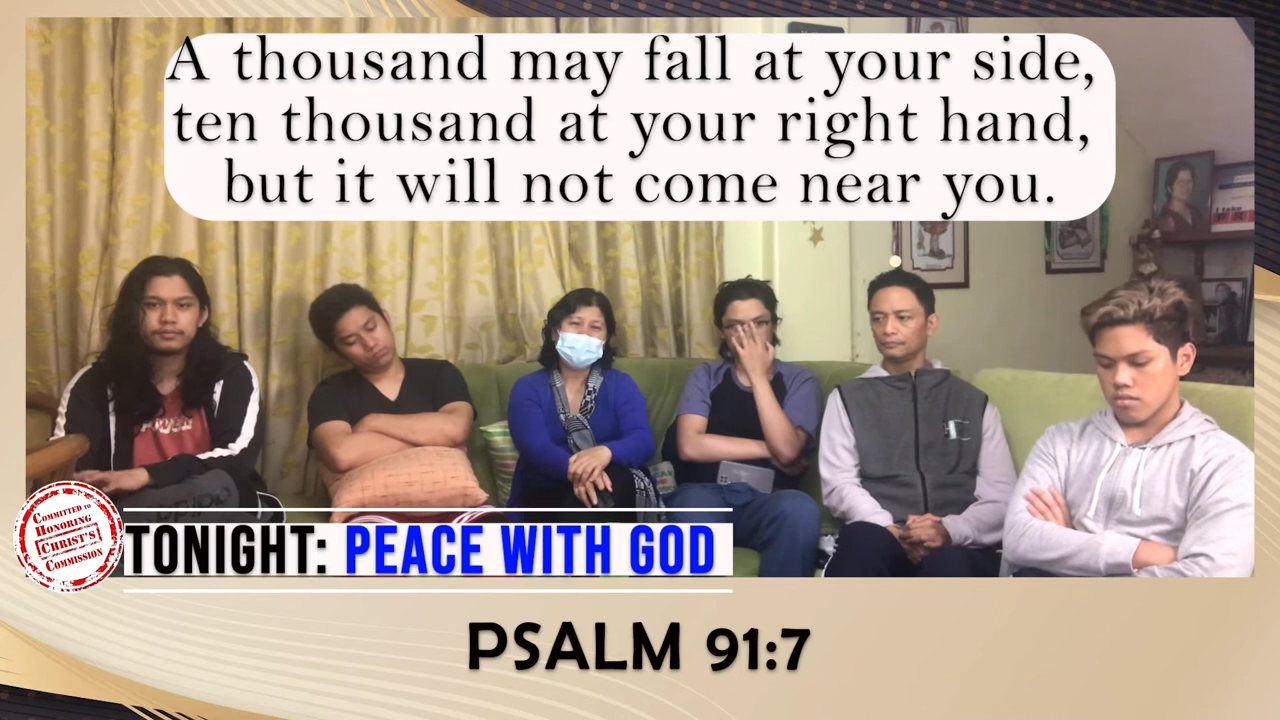 A thousand may fall at your side,
ten thousand at your right hand,
but it will not come near you.
COMMITTED TO
HONORING
CHRIST'S
COMMISSION
TONIGHT: PEACE WITH GOD
PSALM 91:7